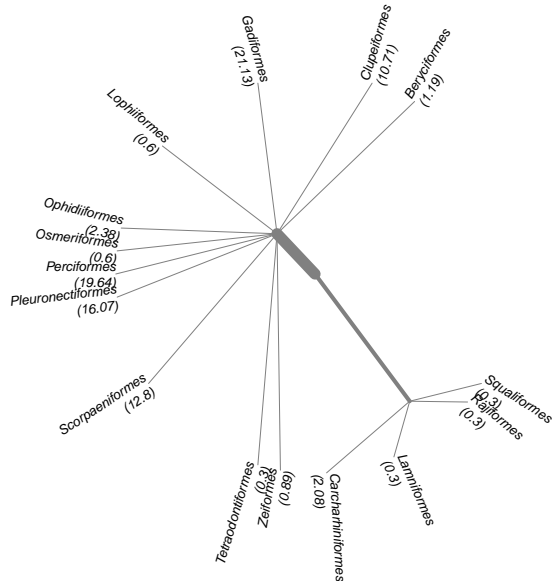 Gadiformes
(21.13)
Clupeiformes
(10.71)
Beryciformes
(1.19)
Lophiiformes
(0.6)
Ophidiiformes
(2.38)
Osmeriformes
(0.6)
Perciformes
(19.64)
Pleuronectiformes
(16.07)
Scorpaeniformes
(12.8)
Tetraodontiformes
(0.3)
Zeiformes
(0.89)
Carcharhiniformes
(2.08)
Lamniformes
(0.3)
Rajiformes
(0.3)
Squaliformes
(0.3)